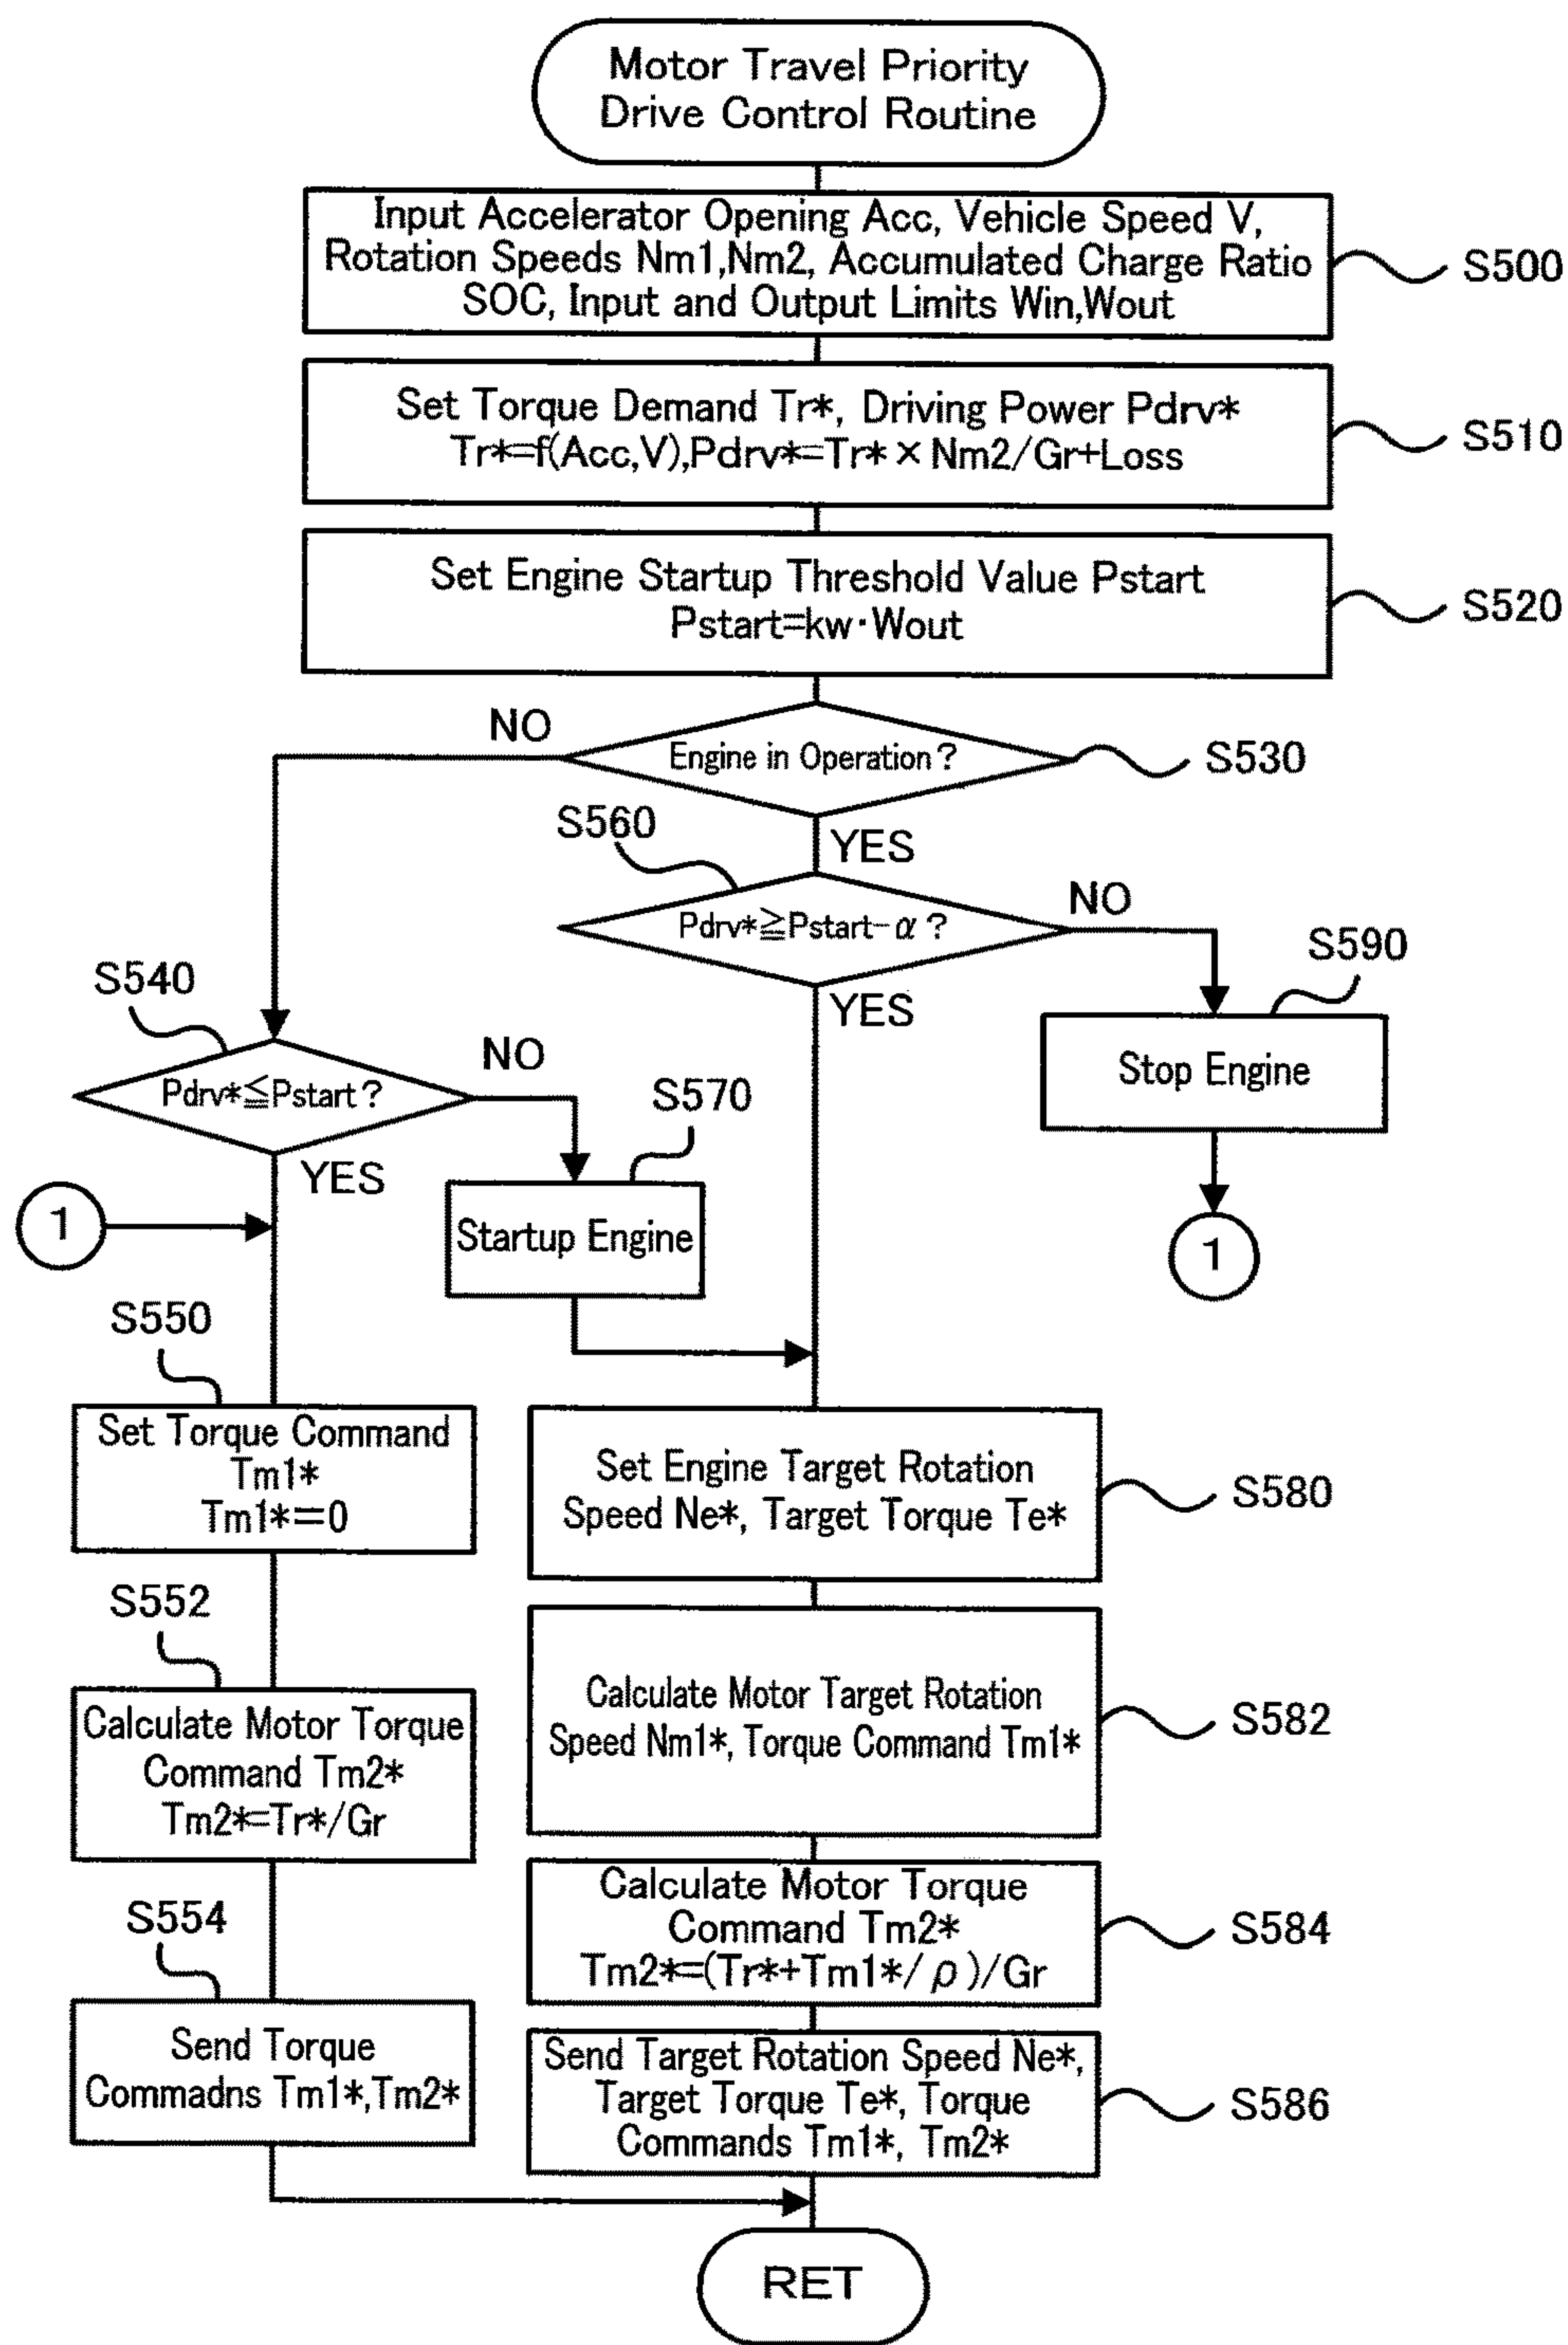 Motor Travel Priority
Drive Control Routine
Input Accelerator Opening Acc, Vehicle Speed V,
Rotation Speeds Nm1,Nm2, Accumulated Charge Ratio
SOC, Input and Output Limits Win,Wout
S500
Set Torque Demand Tr*, Driving Power Pdrv*
Tr*=f(Acc,V),Pdrv*=Tr*×Nm2/Gr+Loss
S510
Set Engine Startup Threshold Value Pstart
Pstart=kw·Wout
S520
NO
Engine in Operation?
S530
YES
S560
Pdrv*≧Pstart-α?
NO
YES
S590
Stop Engine
1
S540
Pdrv*≦Pstart?
NO
YES
S570
Startup Engine
1
S550
Set Torque Command
Tm1*
Tm1*=0
S552
Calculate Motor Torque
Command Tm2*
Tm2*=Tr*/Gr
S554
Send Torque
Commadns Tm1*,Tm2*
Set Engine Target Rotation
Speed Ne*, Target Torque Te*
S580
Calculate Motor Target Rotation
Speed Nm1*, Torque Command Tm1*
S582
Calculate Motor Torque
Command Tm2*
Tm2*=(Tr*+Tm1*/ρ)/Gr
S584
Send Target Rotation Speed Ne*,
Target Torque Te*, Torque
Commands Tm1*, Tm2*
S586
RET